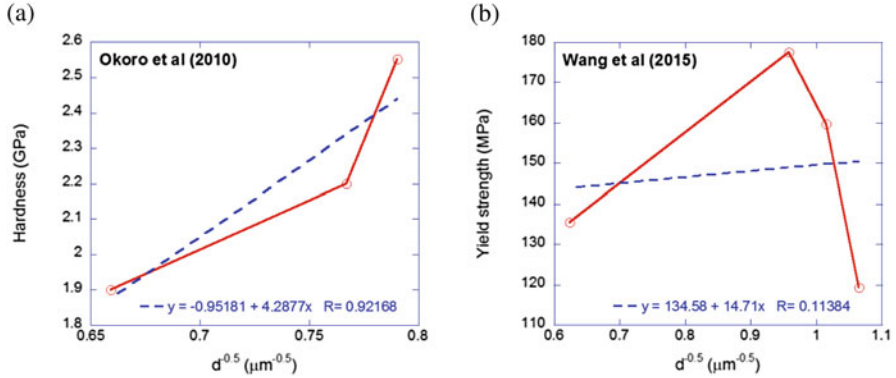 (a)
Okoro et al (2010)
Hardness (GPa)
2.6
2.5
2.4
2.3
2.2
2.1
2
1.9
1.8
y = -0.95181 + 4.2877x R= 0.92168
0.65
0.7
0.75
0.8
d-0.5 (μm-0.5)
(b)
Wang et al (2015)
Yield strength (MPa)
180
170
160
150
140
130
120
110
y = 134.58 + 14.71x R= 0.11384
0.6
0.7
0.8
0.9
1
1.1
d-0.5 (μm-0.5)